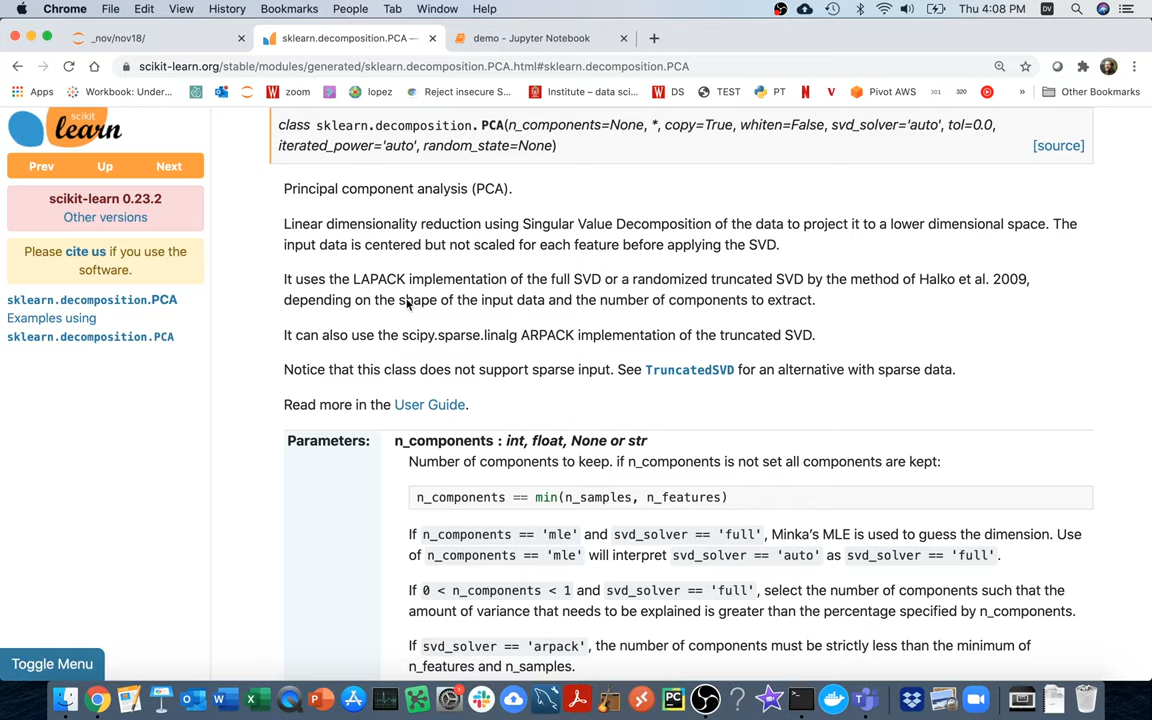 Chrome File Edit View History Bookmarks People Tab Window Help Thu 4:08 PM DV
_nov/nov18/ sklearn.decomposition.PCA — demo - Jupyter Notebook
scikit-learn.org/stable/modules/generated/sklearn.decomposition.PCA.html#sklearn.decomposition.PCA
Apps Workbook: Under... zoom lopez Reject insecure S... Institute – data sci... DS TEST PT Pivot AWS 301 320 » Other Bookmarks
scikit
learn
Prev Up Next
scikit-learn 0.23.2
Other versions
Please cite us if you use the
software.
sklearn.decomposition.PCA
Examples using
sklearn.decomposition.PCA
Toggle Menu
class sklearn.decomposition.PCA(n_components=None, *, copy=True, whiten=False, svd_solver='auto', tol=0.0,
iterated_power='auto', random_state=None) [source]
Principal component analysis (PCA).
Linear dimensionality reduction using Singular Value Decomposition of the data to project it to a lower dimensional space. The
input data is centered but not scaled for each feature before applying the SVD.
It uses the LAPACK implementation of the full SVD or a randomized truncated SVD by the method of Halko et al. 2009,
depending on the shape of the input data and the number of components to extract.
It can also use the scipy.sparse.linalg ARPACK implementation of the truncated SVD.
Notice that this class does not support sparse input. See TruncatedSVD for an alternative with sparse data.
Read more in the User Guide.
Parameters: n_components : int, float, None or str
Number of components to keep. if n_components is not set all components are kept:
n_components == min(n_samples, n_features)
If n_components == 'mle' and svd_solver == 'full', Minka's MLE is used to guess the dimension. Use
of n_components == 'mle' will interpret svd_solver == 'auto' as svd_solver == 'full'.
If 0 < n_components < 1 and svd_solver == 'full', select the number of components such that the
amount of variance that needs to be explained is greater than the percentage specified by n_components.
If svd_solver == 'arpack', the number of components must be strictly less than the minimum of
n_features and n_samples.